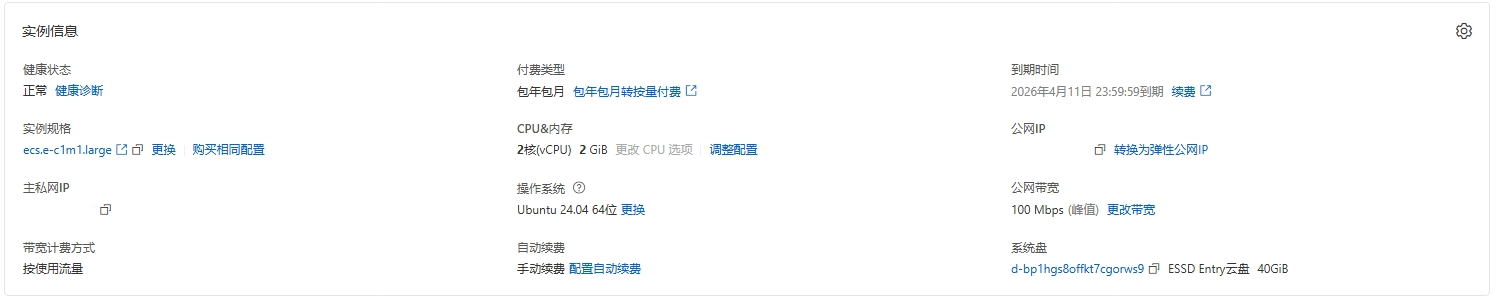 实例信息
健康状态
付费类型
到期时间
正常 健康诊断
包年包月 包年包月转按量付费
2026年4月11日 23:59:59到期 续费
实例规格
CPU&内存
公网IP
ecs.e-c1m1.large 更换 购买相同配置
2核(vCPU) 2 GiB 更改 CPU 选项 调整配置
转换为弹性公网IP
主私网IP
操作系统
公网带宽
Ubuntu 24.04 64位 更换
100 Mbps (峰值) 更改带宽
带宽计费方式
自动续费
系统盘
按使用流量
手动续费 配置自动续费
d-bp1hgs8offkt7cgorws9 ESSD Entry云盘 40GiB